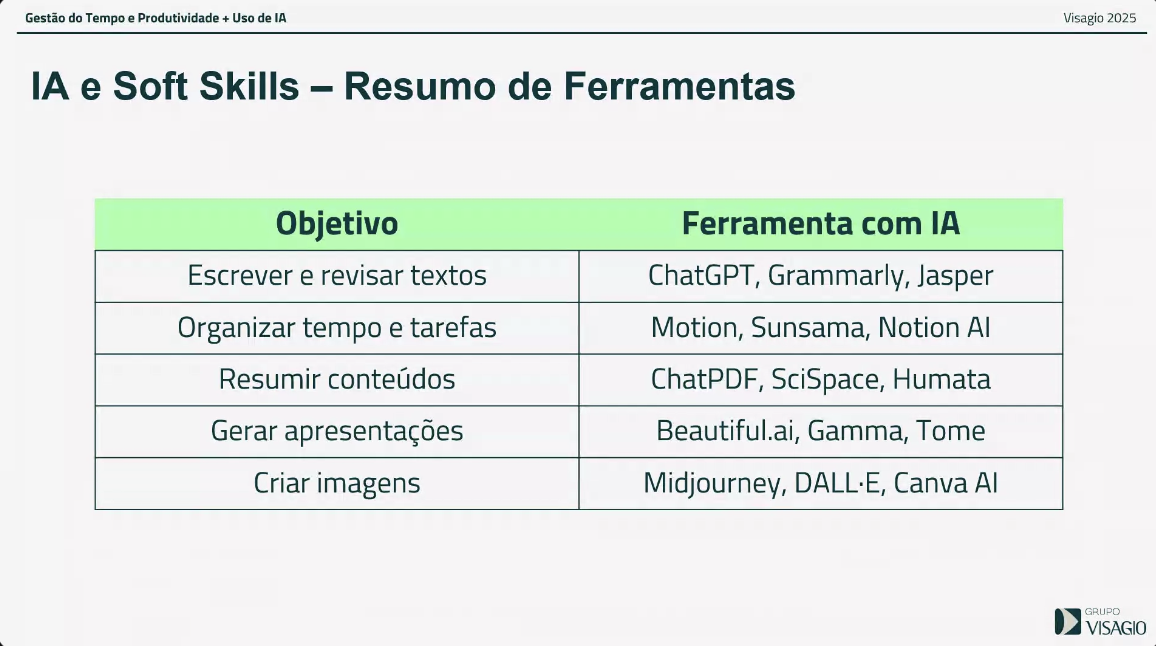 Gestão do Tempo e Produtividade + Uso de IA
Visagio 2025
IA e Soft Skills – Resumo de Ferramentas
Objetivo
Ferramenta com IA
Escrever e revisar textos
ChatGPT, Grammarly, Jasper
Organizar tempo e tarefas
Motion, Sunsama, Notion AI
Resumir conteúdos
ChatPDF, SciSpace, Humata
Gerar apresentações
Beautiful.ai, Gamma, Tome
Criar imagens
Midjourney, DALL·E, Canva AI
GRUPO
VISAGIO